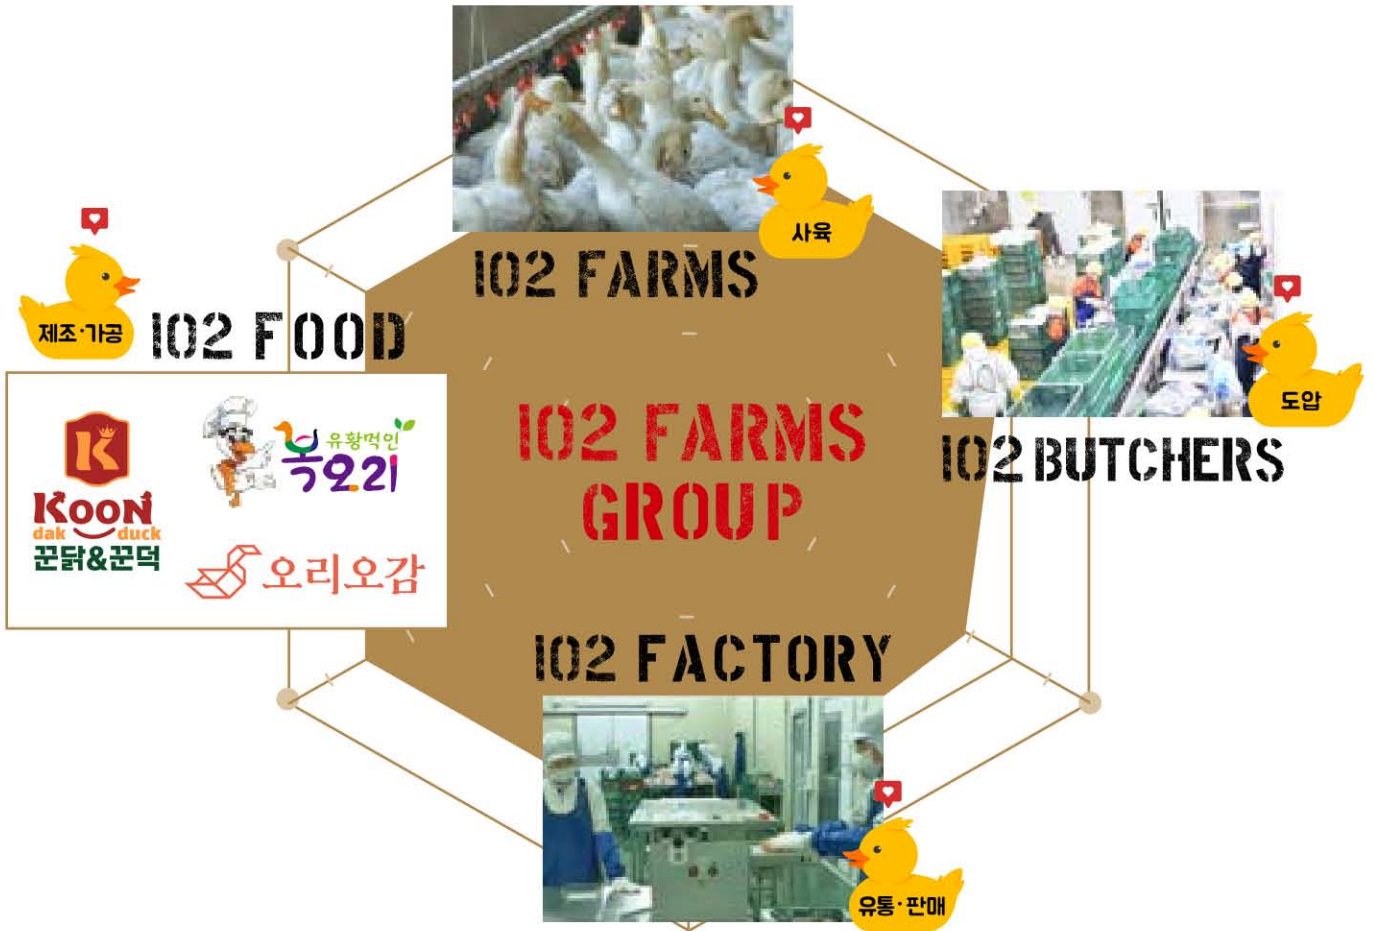 사육
102 FARMS
제조·가공
102 FOOD
K
KOON
dak duck
꾼닭&꾼덕
유황먹인
옥오리
오리오감
102 FARMS
GROUP
도압
102 BUTCHERS
102 FACTORY
유통·판매